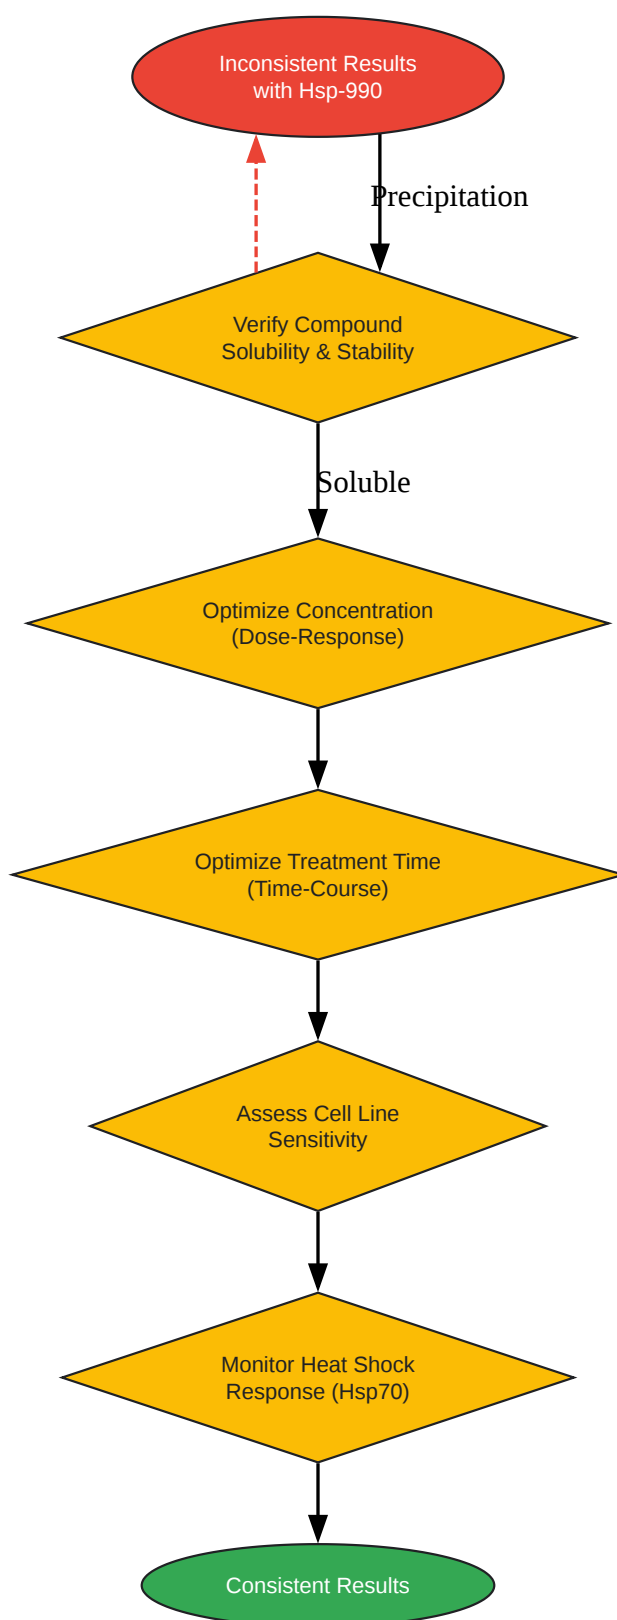 Inconsistent Results
with Hsp-990
Precipitation
Verify Compound
Solubility & Stability
Soluble
Optimize Concentration
(Dose-Response)
Optimize Treatment Time
(Time-Course)
Assess Cell Line
Sensitivity
Monitor Heat Shock
Response (Hsp70)
Consistent Results